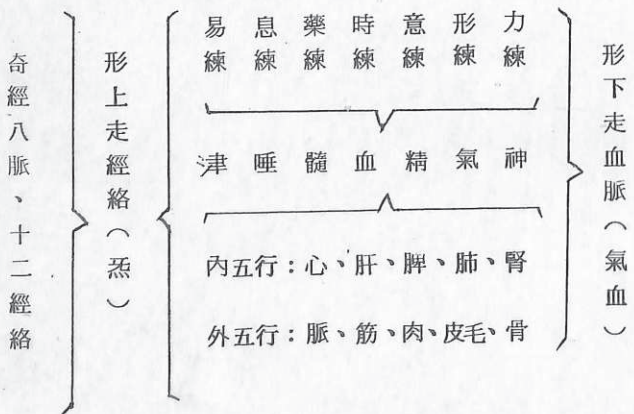 形下走血脈（氣血）
力練
形練
意練
時練
藥練
息練
易練
神 氣 精 血 髓 唾 津
內五行：心、肝、脾、肺、腎
外五行：脈、筋、肉、皮毛、骨
形上走經絡（炁）
奇經八脈、十二經絡